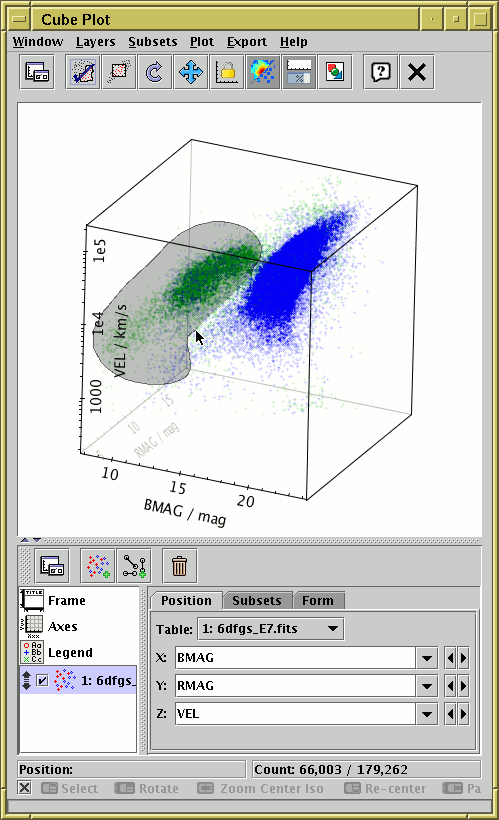 Cube Plot
Window Layers Subsets Plot Export Help
1e5
1e4
1000
VEL / km/s
15
10
RMAG / mag
10
15
20
BMAG / mag
Position Subsets Form
Frame
Axes
Legend
1: 6dfgs_
Table: 1: 6dfgs_E7.fits
X: BMAG
Y: RMAG
Z: VEL
Position:
Count: 66,003 / 179,262
Select Rotate Zoom Center Iso Re-center Pa